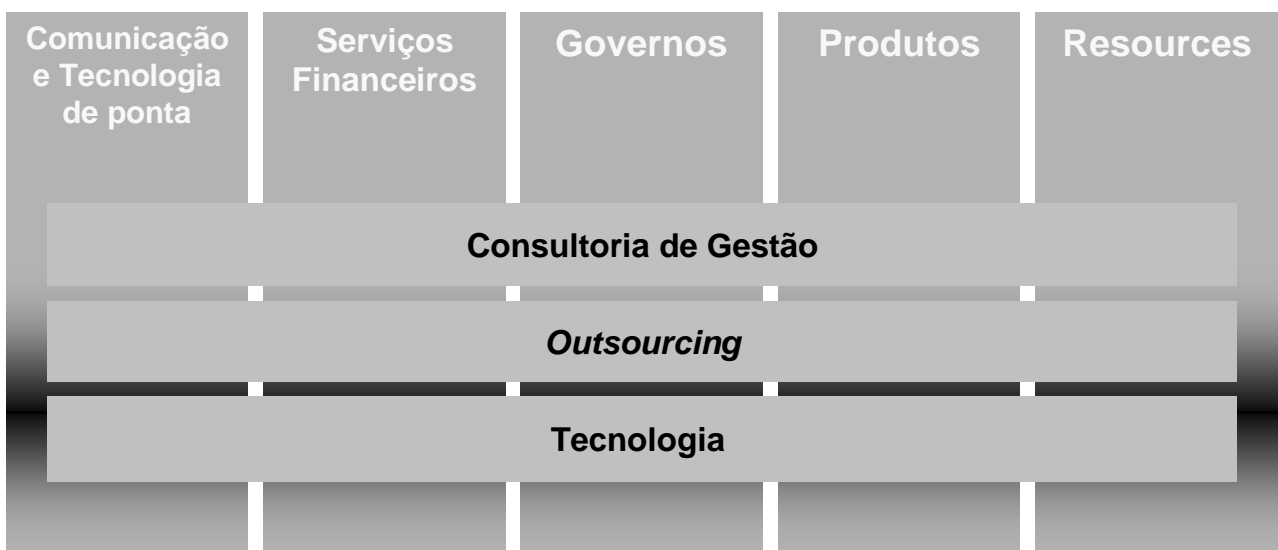 Comunicação
e Tecnologia
de ponta
Serviços
Financeiros
Governos
Produtos
Resources
Consultoria de Gestão
Outsourcing
Tecnologia